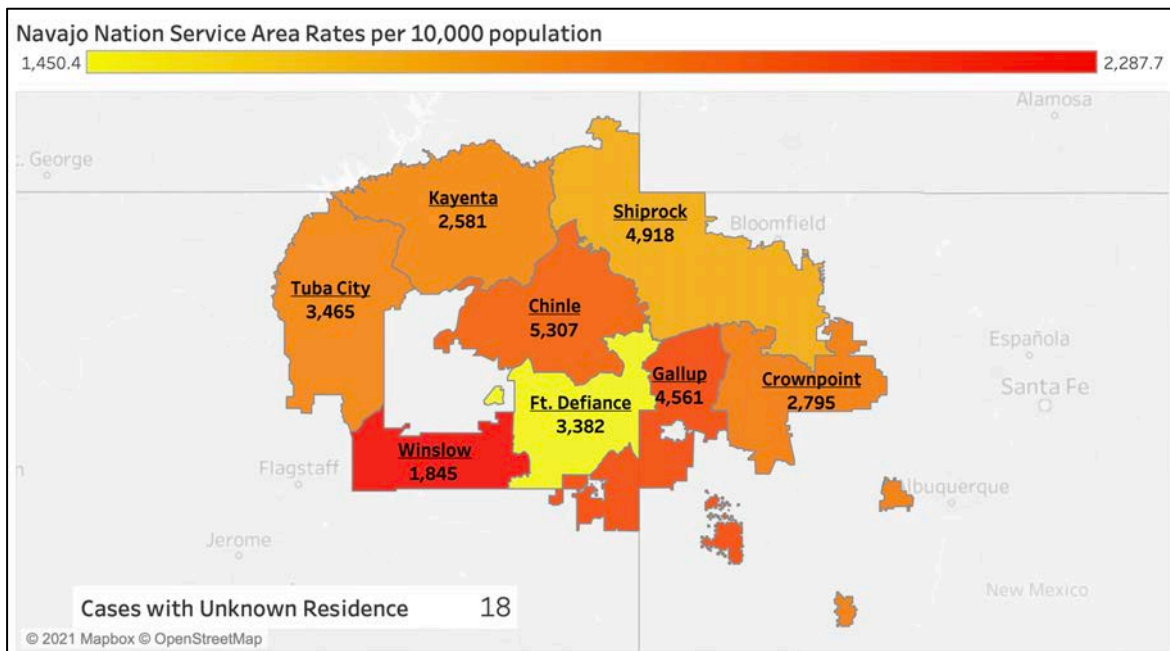 Navajo Nation Service Area Rates per 10,000 population
1,450.4
2,287.7
Alamosa
George
Kayenta
2,581
Shiprock
4,918
Bloomfield
Tuba City
3,465
Chinle
5,307
Española
Santa Fe
Gallup
4,561
Crownpoint
2,795
Ft. Defiance
3,382
Winslow
1,845
Flagstaff
Albuquerque
Jerome
New Mexico
Cases with Unknown Residence 18
© 2021 Mapbox © OpenStreetMap